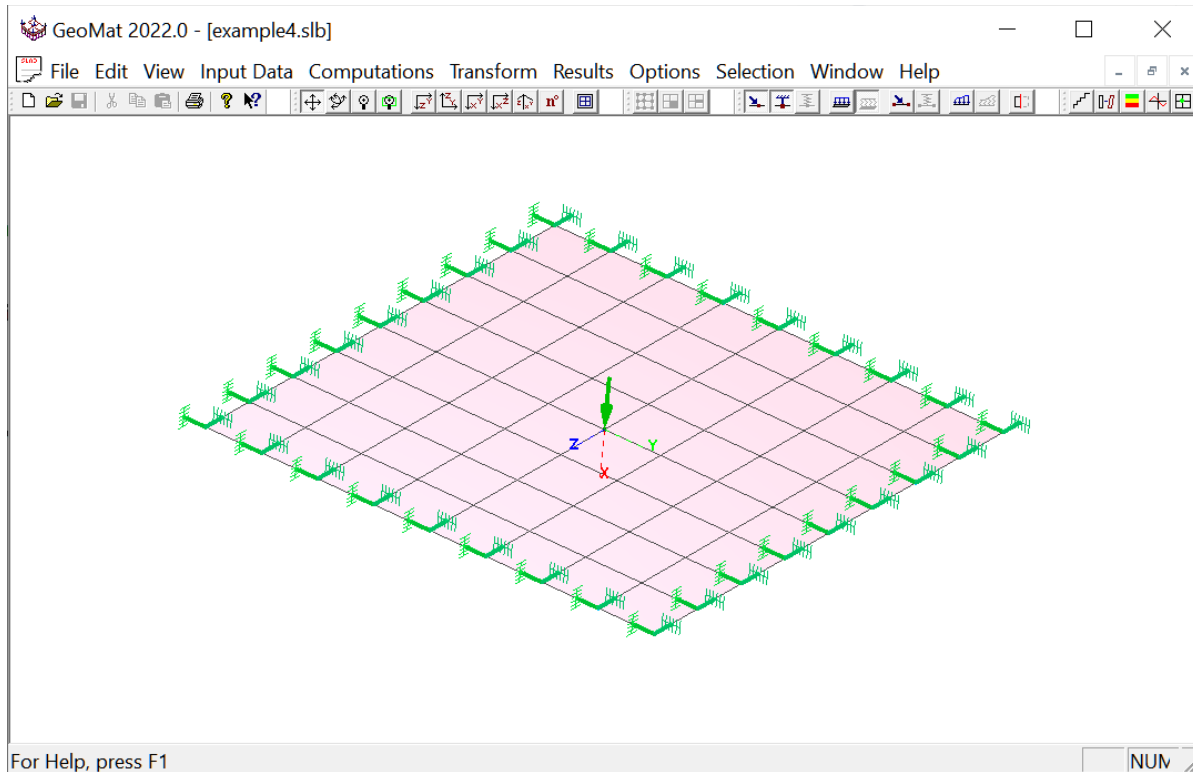 GeoMat 2022.0 - [example4.slb]
SLAB
File Edit View Input Data Computations Transform Results Options Selection Window Help
n°
Z Y
X
For Help, press F1 NUM